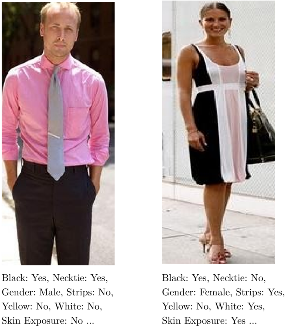 Black: Yes, Necktie: Yes,
Gender: Male, Strips: No,
Yellow: No, White: No,
Skin Exposure: No ...
Black: Yes, Necktie: No,
Gender: Female, Strips: Yes,
Yellow: No, White: Yes,
Skin Exposure: Yes ...